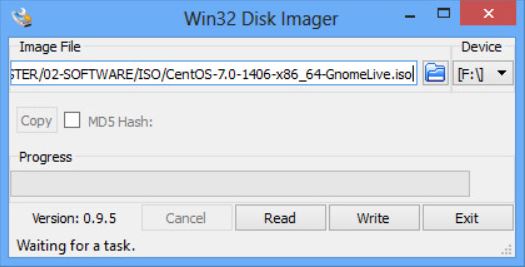 Win32 Disk Imager
Image File
Device
STER/02-SOFTWARE/ISO/CentOS-7.0-1406-x86_64-GnomeLive.iso
[F:\]
Copy
MD5 Hash:
Progress
Version: 0.9.5
Cancel
Read
Write
Exit
Waiting for a task.